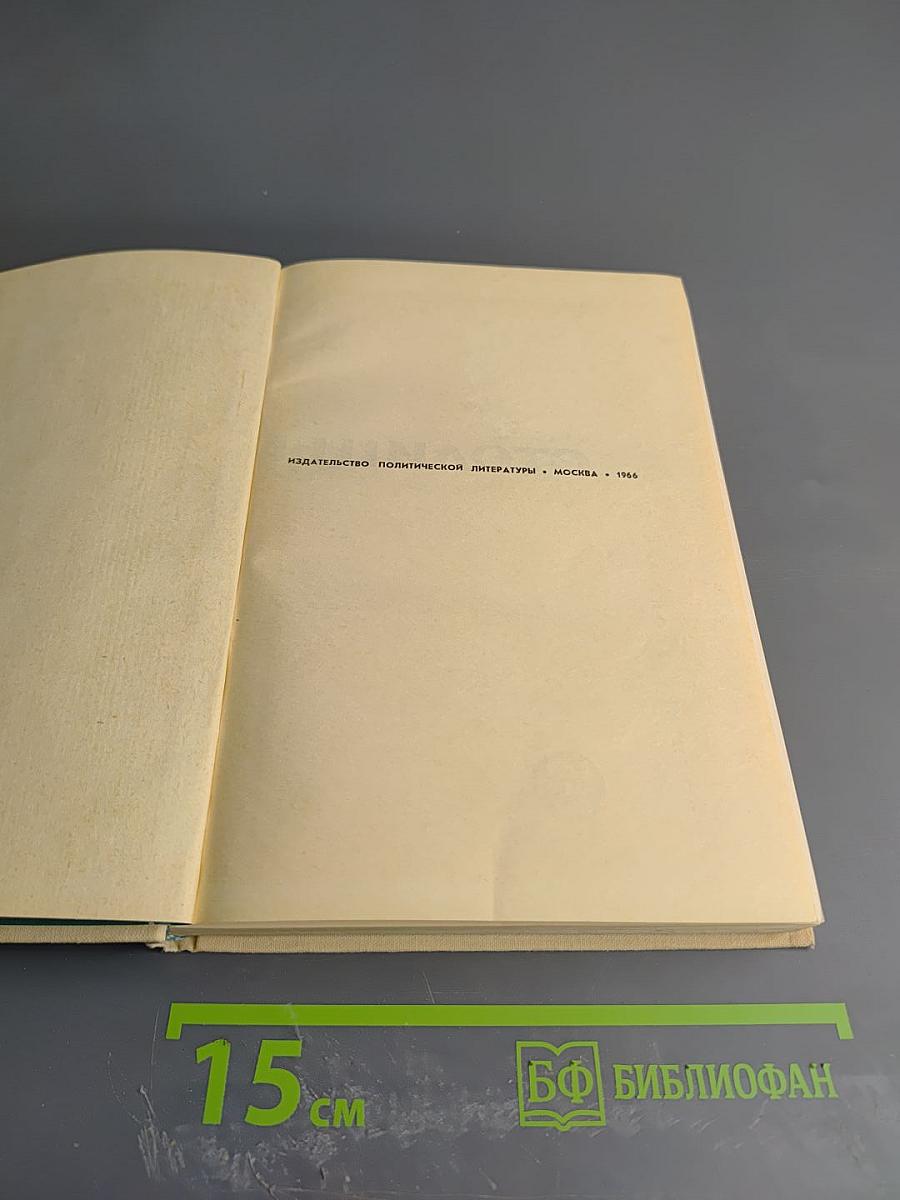 ИЗДАТЕЛЬСТВО ПОЛИТИЧЕСКОЙ ЛИТЕРАТУРЫ • МОСКВА • 1966
15 см
БФ БИБЛИОФАН